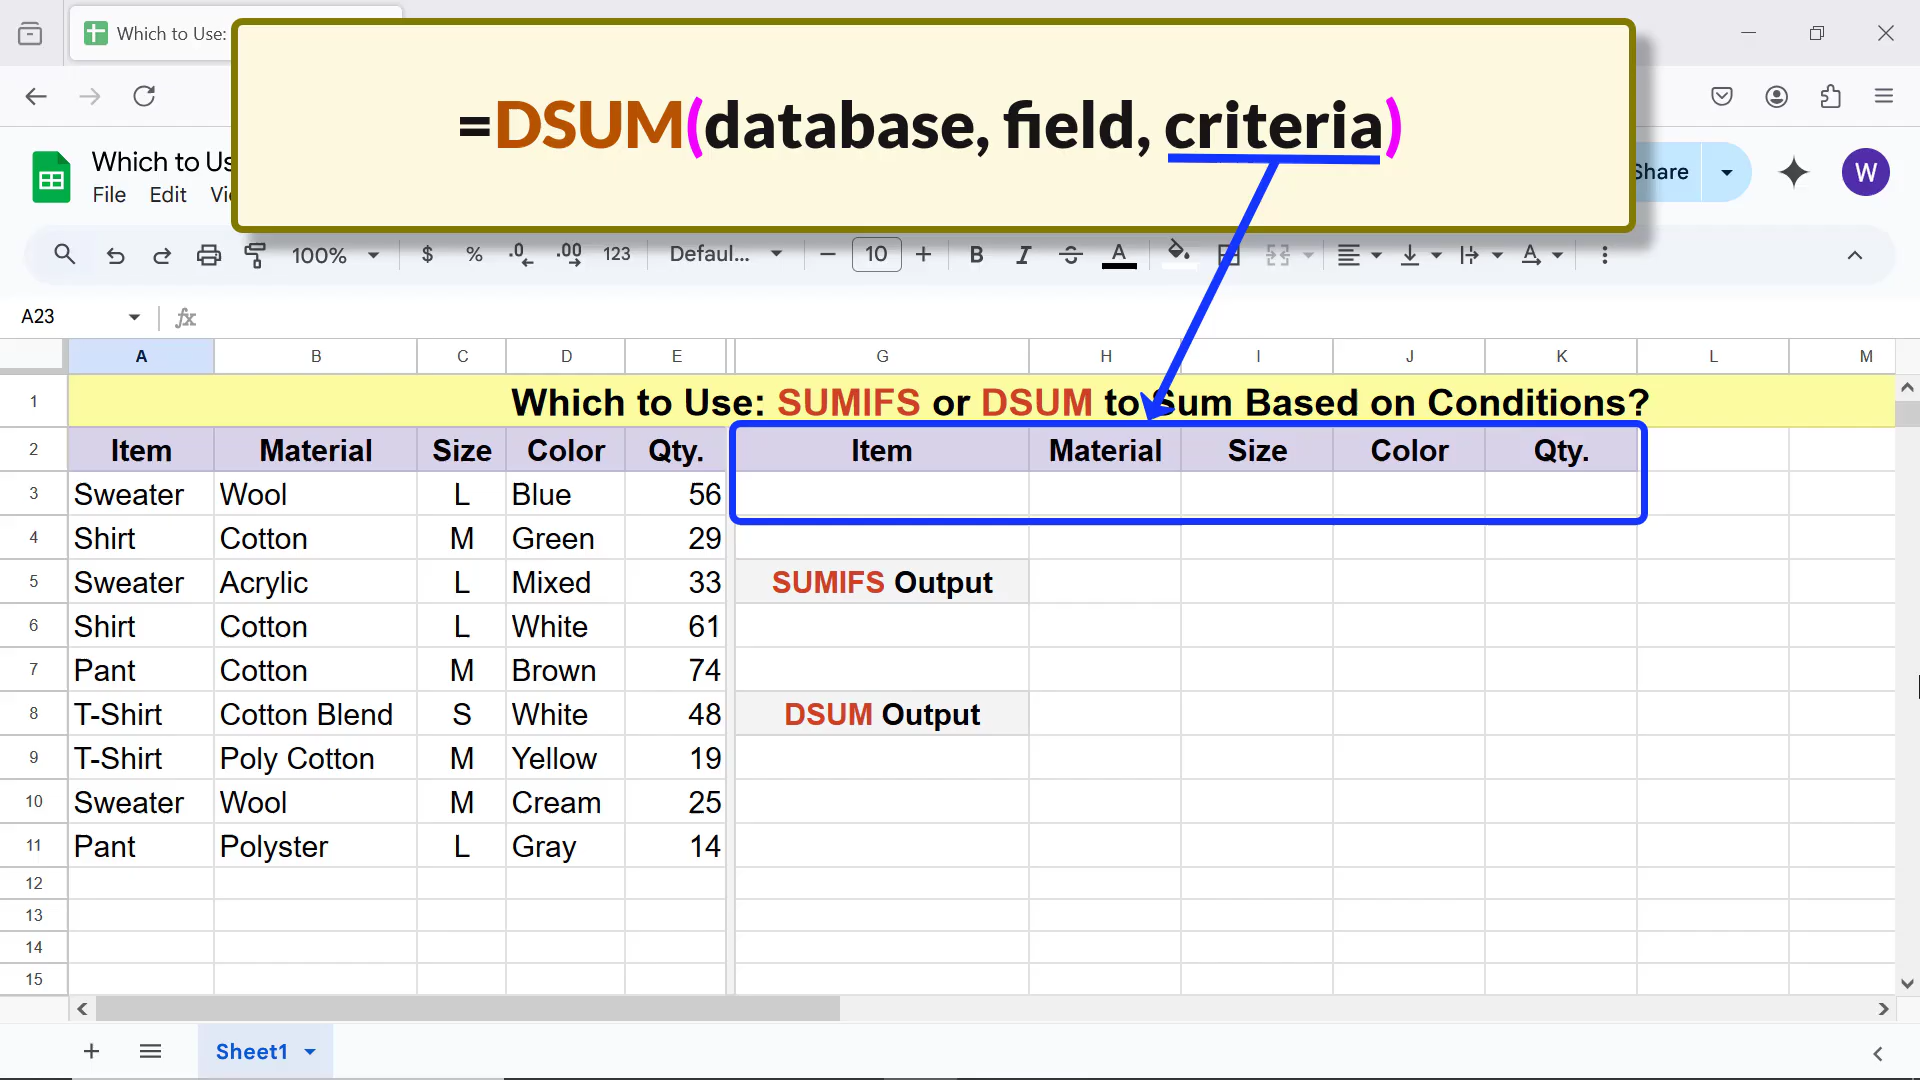 Which to Use:
=DSUM(database, field, criteria)
Which to Us
File Edit Vi
Share
W
100% $ % .0 .00 123 Defaul... 10 B I A A
A23 fx
A B C D E G H I J K L M
1 Which to Use: SUMIFS or DSUM to Sum Based on Conditions?
2 Item Material Size Color Qty. Item Material Size Color Qty.
3 Sweater Wool L Blue 56
4 Shirt Cotton M Green 29
5 Sweater Acrylic L Mixed 33 SUMIFS Output
6 Shirt Cotton L White 61
7 Pant Cotton M Brown 74
8 T-Shirt Cotton Blend S White 48 DSUM Output
9 T-Shirt Poly Cotton M Yellow 19
10 Sweater Wool M Cream 25
11 Pant Polyster L Gray 14
12
13
14
15
Sheet1